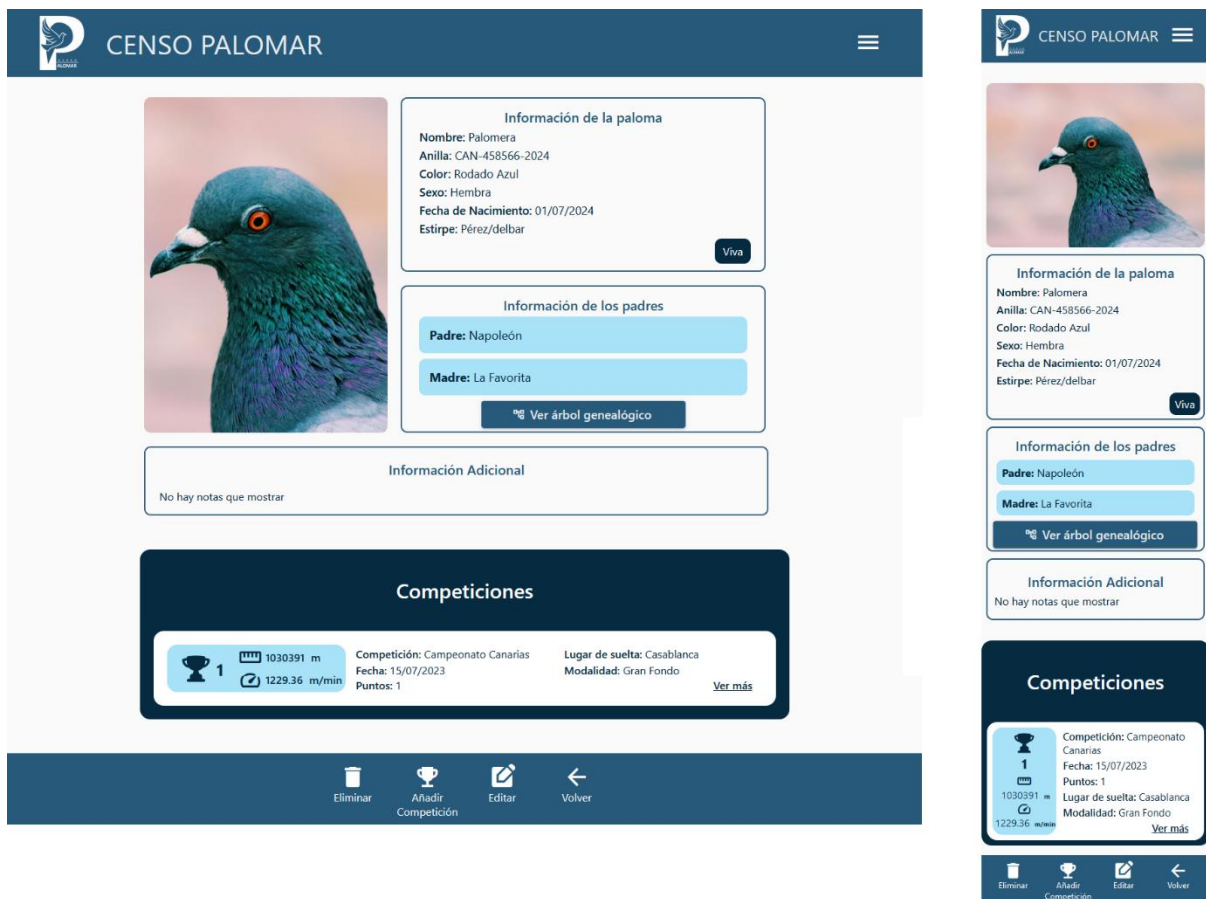 CENSO PALOMAR
Información de la paloma
Nombre: Palomera
Anilla: CAN-458566-2024
Color: Rodado Azul
Sexo: Hembra
Fecha de Nacimiento: 01/07/2024
Estirpe: Pérez/delbar
Viva
Información de los padres
Padre: Napoleón
Madre: La Favorita
Ver árbol genealógico
Información Adicional
No hay notas que mostrar
Competiciones
1
1030391 m
1229.36 m/min
Competición: Campeonato Canarias
Fecha: 15/07/2023
Puntos: 1
Lugar de suelta: Casablanca
Modalidad: Gran Fondo
Ver más
Eliminar
Añadir
Competición
Editar
Volver
CENSO PALOMAR
Información de la paloma
Nombre: Palomera
Anilla: CAN-458566-2024
Color: Rodado Azul
Sexo: Hembra
Fecha de Nacimiento: 01/07/2024
Estirpe: Pérez/delbar
Viva
Información de los padres
Padre: Napoleón
Madre: La Favorita
Ver árbol genealógico
Información Adicional
No hay notas que mostrar
Competiciones
1
1030391 m
1229.36 m/min
Competición: Campeonato
Canarias
Fecha: 15/07/2023
Puntos: 1
Lugar de suelta: Casablanca
Modalidad: Gran Fondo
Ver más
Eliminar
Añadir
Competición
Editar
Volver